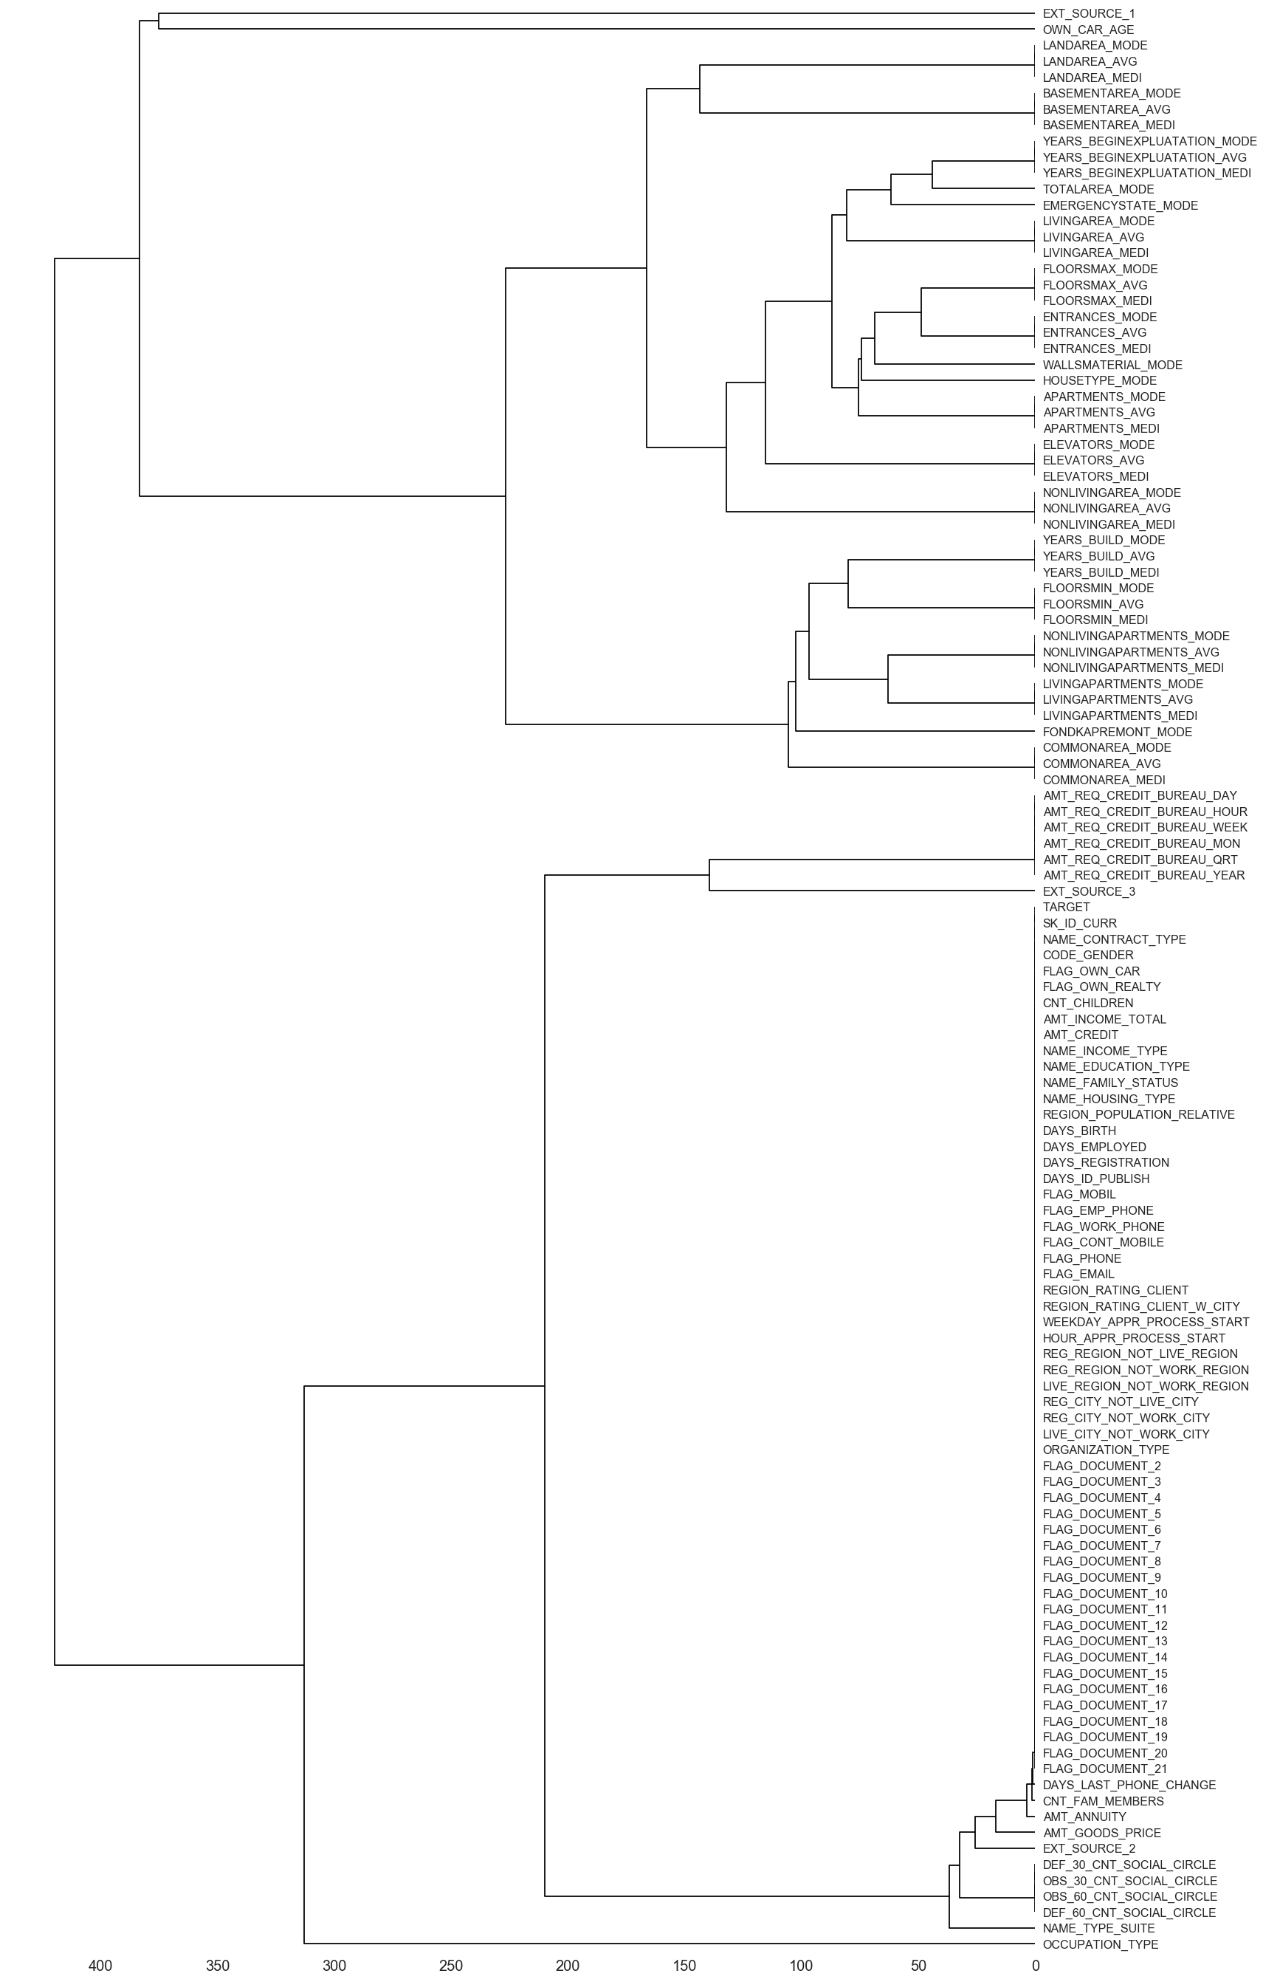 EXT_SOURCE_1
OWN_CAR_AGE
LANDAREA_MODE
LANDAREA_AVG
LANDAREA_MEDI
BASEMENTAREA_MODE
BASEMENTAREA_AVG
BASEMENTAREA_MEDI
YEARS_BEGINEXPLUATATION_MODE
YEARS_BEGINEXPLUATATION_AVG
YEARS_BEGINEXPLUATATION_MEDI
TOTALAREA_MODE
EMERGENCYSTATE_MODE
LIVINGAREA_MODE
LIVINGAREA_AVG
LIVINGAREA_MEDI
FLOORSMAX_MODE
FLOORSMAX_AVG
FLOORSMAX_MEDI
ENTRANCES_MODE
ENTRANCES_AVG
ENTRANCES_MEDI
WALLSMATERIAL_MODE
HOUSETYPE_MODE
APARTMENTS_MODE
APARTMENTS_AVG
APARTMENTS_MEDI
ELEVATORS_MODE
ELEVATORS_AVG
ELEVATORS_MEDI
NONLIVINGAREA_MODE
NONLIVINGAREA_AVG
NONLIVINGAREA_MEDI
YEARS_BUILD_MODE
YEARS_BUILD_AVG
YEARS_BUILD_MEDI
FLOORSMIN_MODE
FLOORSMIN_AVG
FLOORSMIN_MEDI
NONLIVINGAPARTMENTS_MODE
NONLIVINGAPARTMENTS_AVG
NONLIVINGAPARTMENTS_MEDI
LIVINGAPARTMENTS_MODE
LIVINGAPARTMENTS_AVG
LIVINGAPARTMENTS_MEDI
FONDKAPREMONT_MODE
COMMONAREA_MODE
COMMONAREA_AVG
COMMONAREA_MEDI
AMT_REQ_CREDIT_BUREAU_DAY
AMT_REQ_CREDIT_BUREAU_HOUR
AMT_REQ_CREDIT_BUREAU_WEEK
AMT_REQ_CREDIT_BUREAU_MON
AMT_REQ_CREDIT_BUREAU_QRT
AMT_REQ_CREDIT_BUREAU_YEAR
EXT_SOURCE_3
TARGET
SK_ID_CURR
NAME_CONTRACT_TYPE
CODE_GENDER
FLAG_OWN_CAR
FLAG_OWN_REALTY
CNT_CHILDREN
AMT_INCOME_TOTAL
AMT_CREDIT
NAME_INCOME_TYPE
NAME_EDUCATION_TYPE
NAME_FAMILY_STATUS
NAME_HOUSING_TYPE
REGION_POPULATION_RELATIVE
DAYS_BIRTH
DAYS_EMPLOYED
DAYS_REGISTRATION
DAYS_ID_PUBLISH
FLAG_MOBIL
FLAG_EMP_PHONE
FLAG_WORK_PHONE
FLAG_CONT_MOBILE
FLAG_PHONE
FLAG_EMAIL
REGION_RATING_CLIENT
REGION_RATING_CLIENT_W_CITY
WEEKDAY_APPR_PROCESS_START
HOUR_APPR_PROCESS_START
REG_REGION_NOT_LIVE_REGION
REG_REGION_NOT_WORK_REGION
LIVE_REGION_NOT_WORK_REGION
REG_CITY_NOT_LIVE_CITY
REG_CITY_NOT_WORK_CITY
LIVE_CITY_NOT_WORK_CITY
ORGANIZATION_TYPE
FLAG_DOCUMENT_2
FLAG_DOCUMENT_3
FLAG_DOCUMENT_4
FLAG_DOCUMENT_5
FLAG_DOCUMENT_6
FLAG_DOCUMENT_7
FLAG_DOCUMENT_8
FLAG_DOCUMENT_9
FLAG_DOCUMENT_10
FLAG_DOCUMENT_11
FLAG_DOCUMENT_12
FLAG_DOCUMENT_13
FLAG_DOCUMENT_14
FLAG_DOCUMENT_15
FLAG_DOCUMENT_16
FLAG_DOCUMENT_17
FLAG_DOCUMENT_18
FLAG_DOCUMENT_19
FLAG_DOCUMENT_20
FLAG_DOCUMENT_21
DAYS_LAST_PHONE_CHANGE
CNT_FAM_MEMBERS
AMT_ANNUITY
AMT_GOODS_PRICE
EXT_SOURCE_2
DEF_30_CNT_SOCIAL_CIRCLE
OBS_30_CNT_SOCIAL_CIRCLE
OBS_60_CNT_SOCIAL_CIRCLE
DEF_60_CNT_SOCIAL_CIRCLE
NAME_TYPE_SUITE
OCCUPATION_TYPE
400 350 300 250 200 150 100 50 0